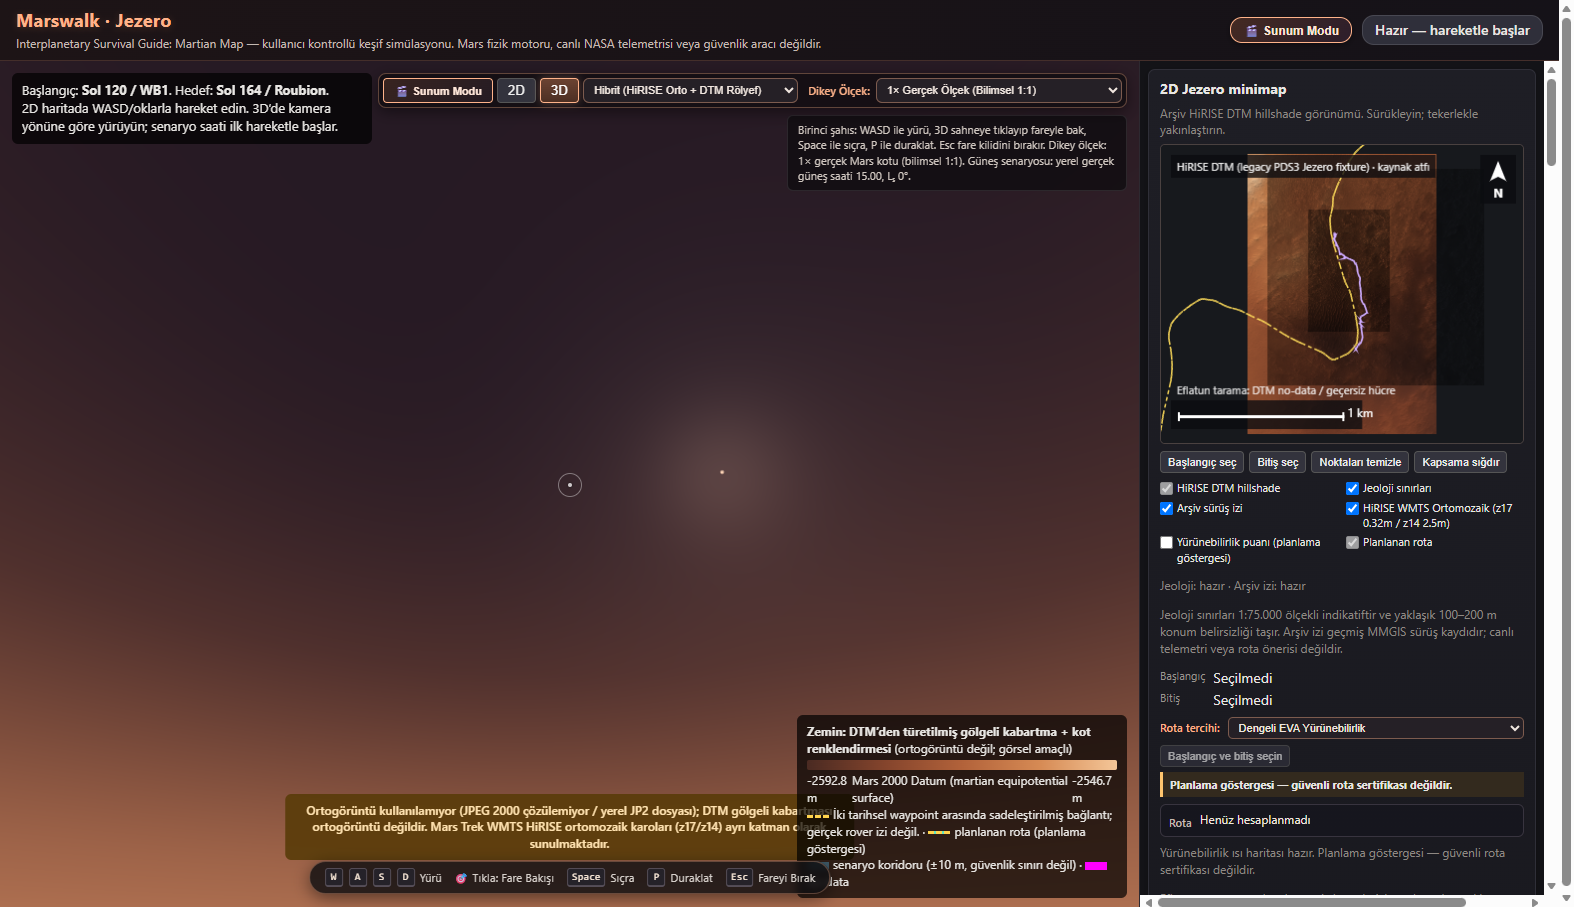 Marswalk · Jezero
Interplanetary Survival Guide: Martian Map — kullanıcı kontrollü keşif simülasyonu. Mars fizik motoru, canlı NASA telemetrisi veya güvenlik aracı değildir.
Sunum Modu
Hazır — hareketle başlar
Başlangıç: Sol 120 / WB1. Hedef: Sol 164 / Roubion.
2D haritada WASD/oklarla hareket edin. 3D'de kamera
yönüne göre yürüyün; senaryo saati ilk hareketle başlar.
Sunum Modu
2D
3D
Hibrit (HiRISE Orto + DTM Rölyef)
Dikey Ölçek:
1× Gerçek Ölçek (Bilimsel 1:1)
Birinci şahıs: WASD ile yürü, 3D sahneye tıklayıp fareyle bak,
Space ile sıçra, P ile duraklat. Esc fare kilidini bırakır. Dikey ölçek:
1× gerçek Mars kotu (bilimsel 1:1). Güneş senaryosu: yerel gerçek
güneş saati 15.00, Lₛ 0°.
Zemin: DTM'den türetilmiş gölgeli kabartma + kot
renklendirmesi (ortogörüntü değil; görsel amaçlı)
-2592.8 Mars 2000 Datum (martian equipotential -2546.7
m surface) m
İki tarihsel waypoint arasında sadeleştirilmiş bağlantı;
gerçek rover izi değil. · planlanan rota (planlama
göstergesi)
senaryo koridoru (±10 m, güvenlik sınırı değil) ·
data
Ortogörüntü kullanılamıyor (JPEG 2000 çözülemiyor / yerel JP2 dosyası); DTM gölgeli kabartması
ortogörüntü değildir. Mars Trek WMTS HiRISE ortomozaik karoları (z17/z14) ayrı katman olarak
sunulmaktadır.
W A S D Yürü Tıkla: Fare Bakışı Space Sıçra P Duraklat Esc Fareyi Bırak
2D Jezero minimap
Arşiv HiRISE DTM hillshade görünümü. Sürükleyin; tekerlekle
yakınlaştırın.
HiRISE DTM (legacy PDS3 Jezero fixture) · kaynak atfı
N
Eflatun tarama: DTM no-data / geçersiz hücre
1 km
Başlangıç seç
Bitiş seç
Noktaları temizle
Kapsama sığdır
HiRISE DTM hillshade
Jeoloji sınırları
Arşiv sürüş izi
HiRISE WMTS Ortomozaik (z17
0.32m / z14 2.5m)
Yürünebilirlik puanı (planlama
göstergesi)
Planlanan rota
Jeoloji: hazır · Arşiv izi: hazır
Jeoloji sınırları 1:75.000 ölçekli indikatiftir ve yaklaşık 100–200 m
konum belirsizliği taşır. Arşiv izi geçmiş MMGIS sürüş kaydıdır; canlı
telemetri veya rota önerisi değildir.
Başlangıç Seçilmedi
Bitiş Seçilmedi
Rota tercihi: Dengeli EVA Yürünebilirlik
Başlangıç ve bitiş seçin
Planlama göstergesi — güvenli rota sertifikası değildir.
Rota Henüz hesaplanmadı
Yürünebilirlik ısı haritası hazır. Planlama göstergesi — güvenli rota
sertifikası değildir.